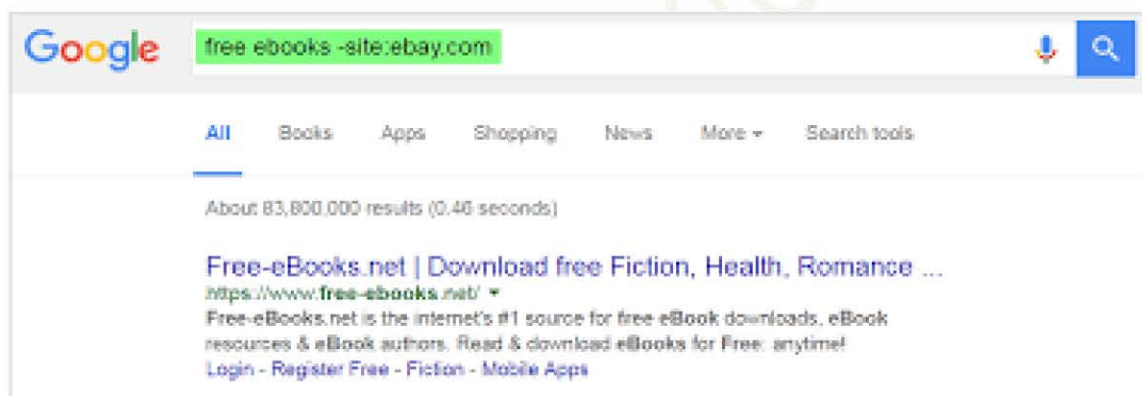 Google
free ebooks -site:ebay.com
All Books Apps Shopping News More Search tools
About 83,800,000 results (0.46 seconds)
Free-eBooks.net | Download free Fiction, Health, Romance ...
https://www.free-ebooks.net/
Free-eBooks.net is the internet's #1 source for free eBook downloads, eBook
resources & eBook authors. Read & download eBooks for Free: anytime!
Login - Register Free - Fiction - Mobile Apps